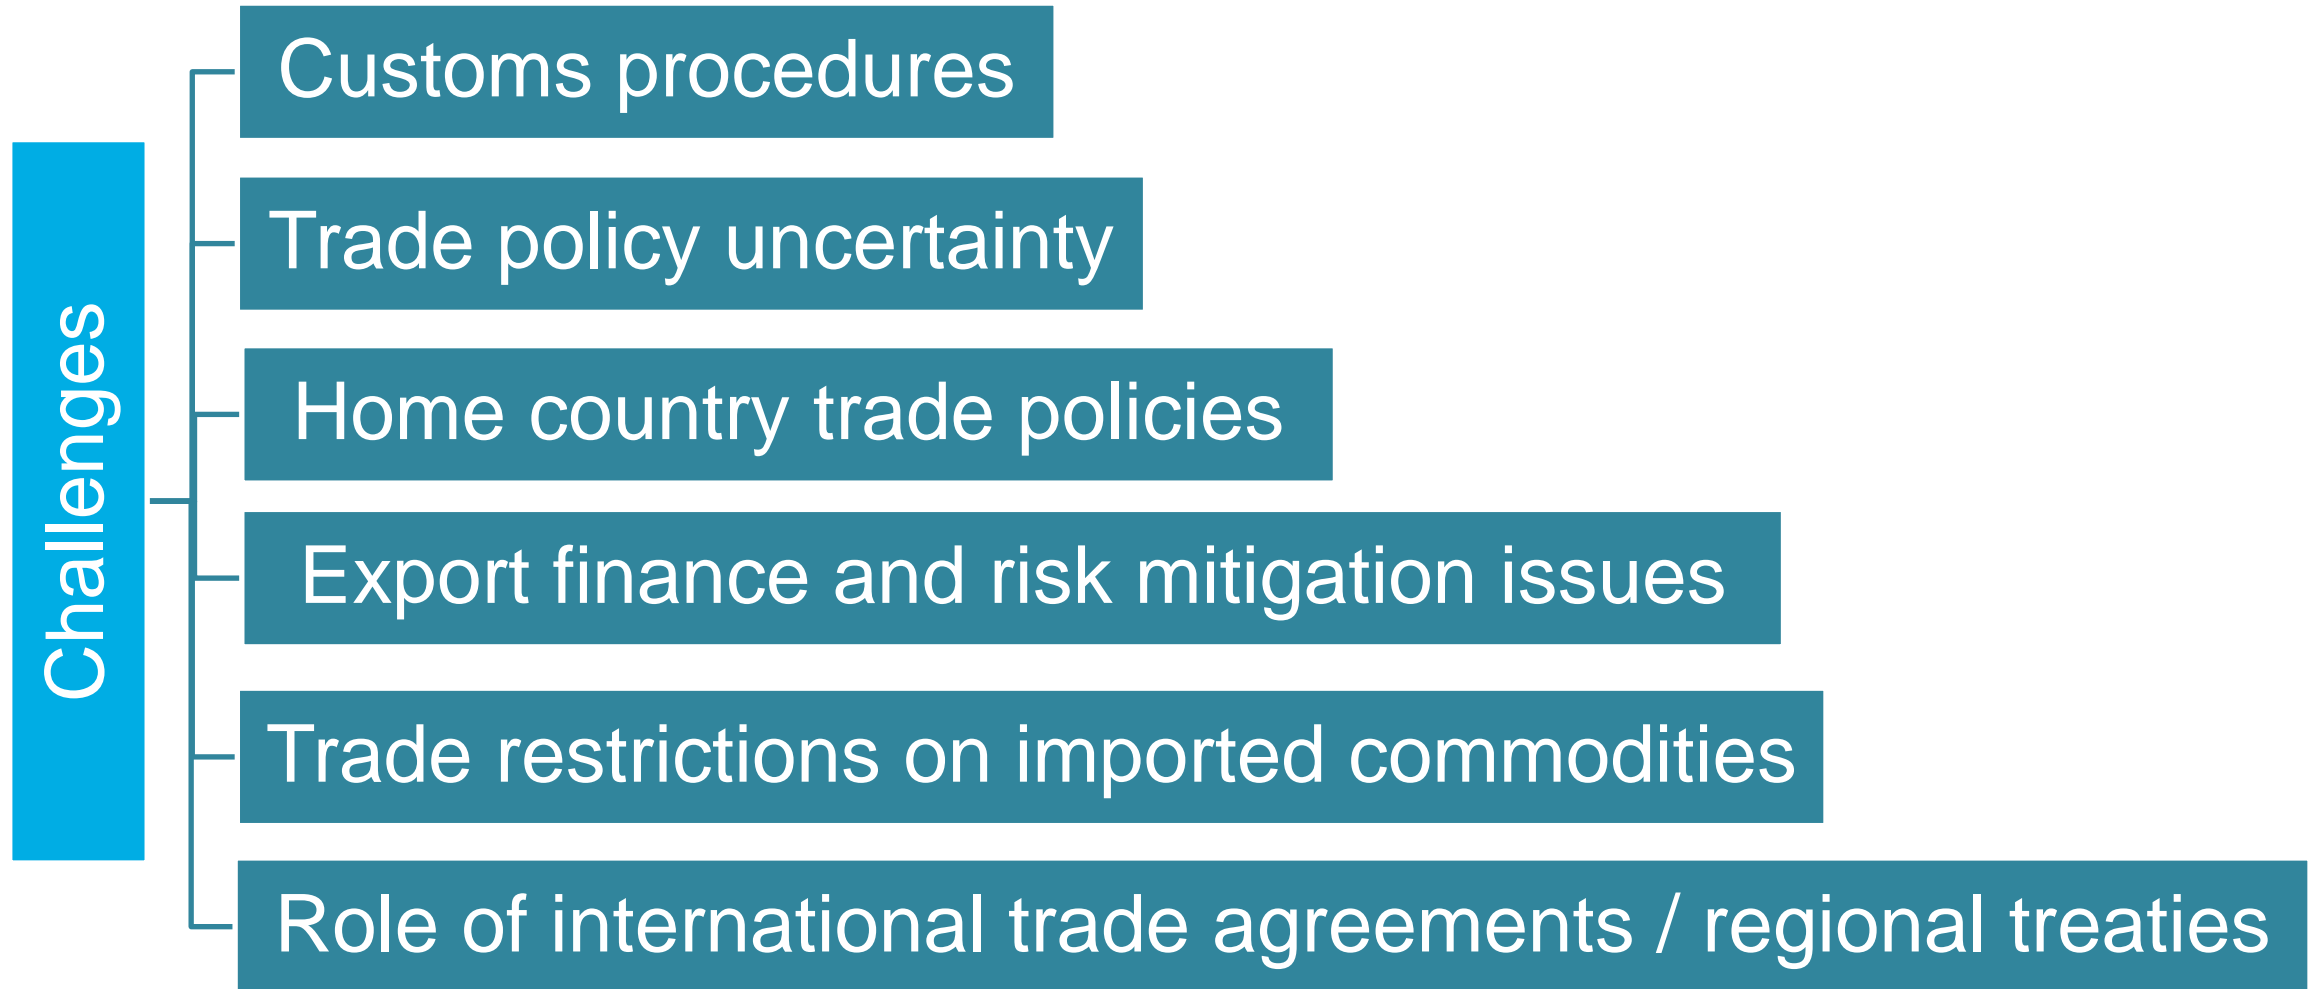 Challenges
Customs procedures
Trade policy uncertainty
Home country trade policies
Export finance and risk mitigation issues
Trade restrictions on imported commodities
Role of international trade agreements / regional treaties